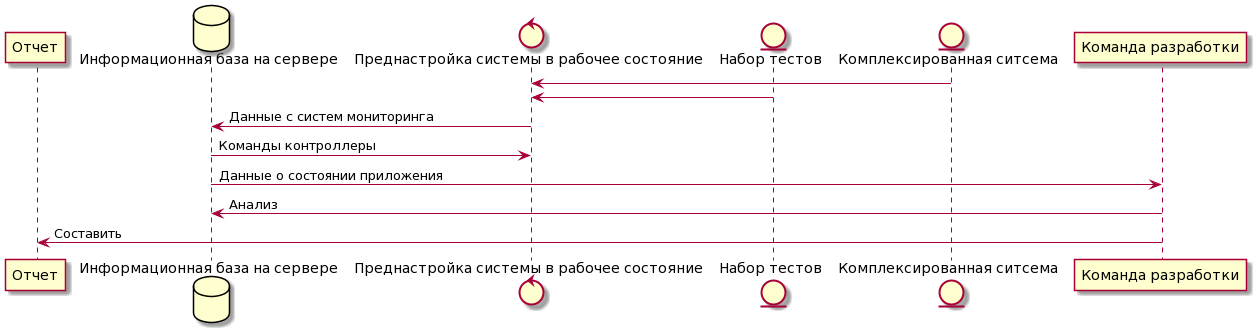 Отчет
Информационная база на сервере
Преднастройка системы в рабочее состояние
Набор тестов
Комплексированная ситсема
Команда разработки
Данные с систем мониторинга
Команды контроллеры
Данные о состоянии приложения
Анализ
Составить
Отчет
Информационная база на сервере
Преднастройка системы в рабочее состояние
Набор тестов
Комплексированная ситсема
Команда разработки